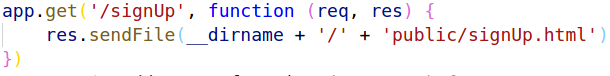 app.get('/signUp', function (req, res) {
    res.sendFile(__dirname + '/' + 'public/signUp.html')
})